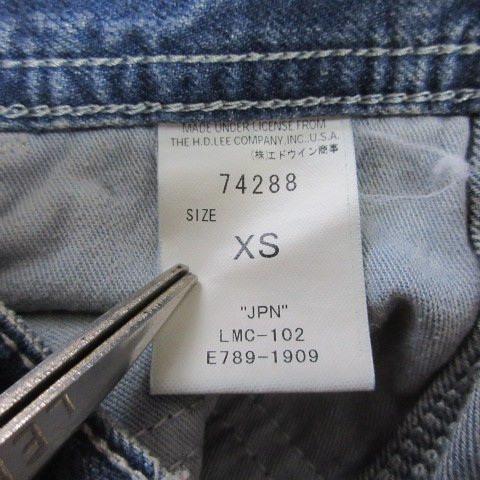 MADE UNDER LICENSE FROM
THE H.D.LEE COMPANY,INC.U.S.A.
(株)エドウイン商事
74288
SIZE
XS
"JPN"
LMC-102
E789-1909
LE